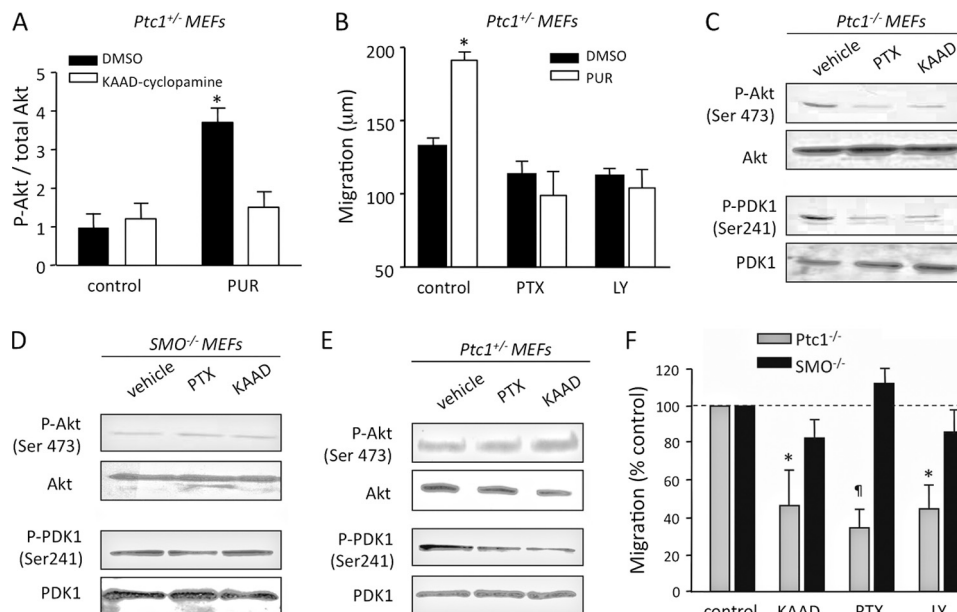 A
Ptc1+/- MEFs
DMSO
KAAD-cyclopamine
P-Akt / total Akt
5
4
3
2
1
0
*
control
PUR
B
Ptc1+/- MEFs
DMSO
PUR
Migration (μm)
200
150
100
50
*
control
PTX
LY
C
Ptc1-/- MEFs
vehicle
PTX
KAAD
P-Akt
(Ser 473)
Akt
P-PDK1
(Ser241)
PDK1
D
SMO-/- MEFs
vehicle
PTX
KAAD
P-Akt
(Ser 473)
Akt
P-PDK1
(Ser241)
PDK1
E
Ptc1+/- MEFs
vehicle
PTX
KAAD
P-Akt
(Ser 473)
Akt
P-PDK1
(Ser241)
PDK1
F
Ptc1-/-
SMO-/-
Migration (% control)
120
100
80
60
40
20
0
*
¶
*
control
KAAD
PTX
LY